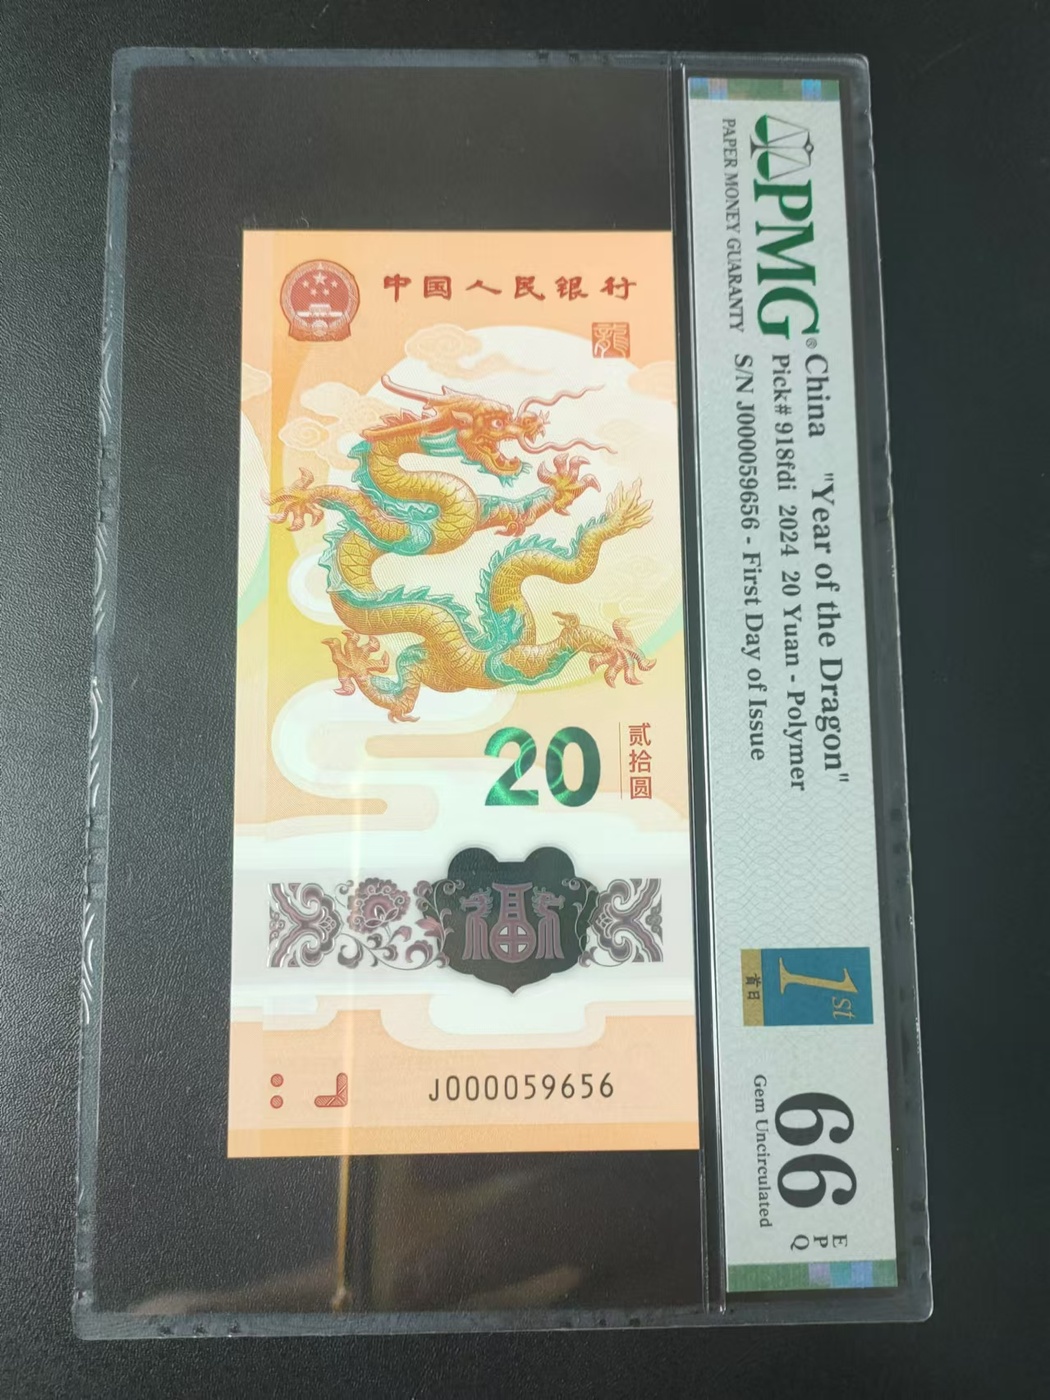 中国人民银行
龍
20
贰拾圆
福
J000059656
PMG®
PAPER MONEY GUARANTY
China "Year of the Dragon"
Pick# 918fdi 2024 20 Yuan - Polymer
S/N J000059656 - First Day of Issue
1st
首日
66
EPQ
Gem Uncirculated